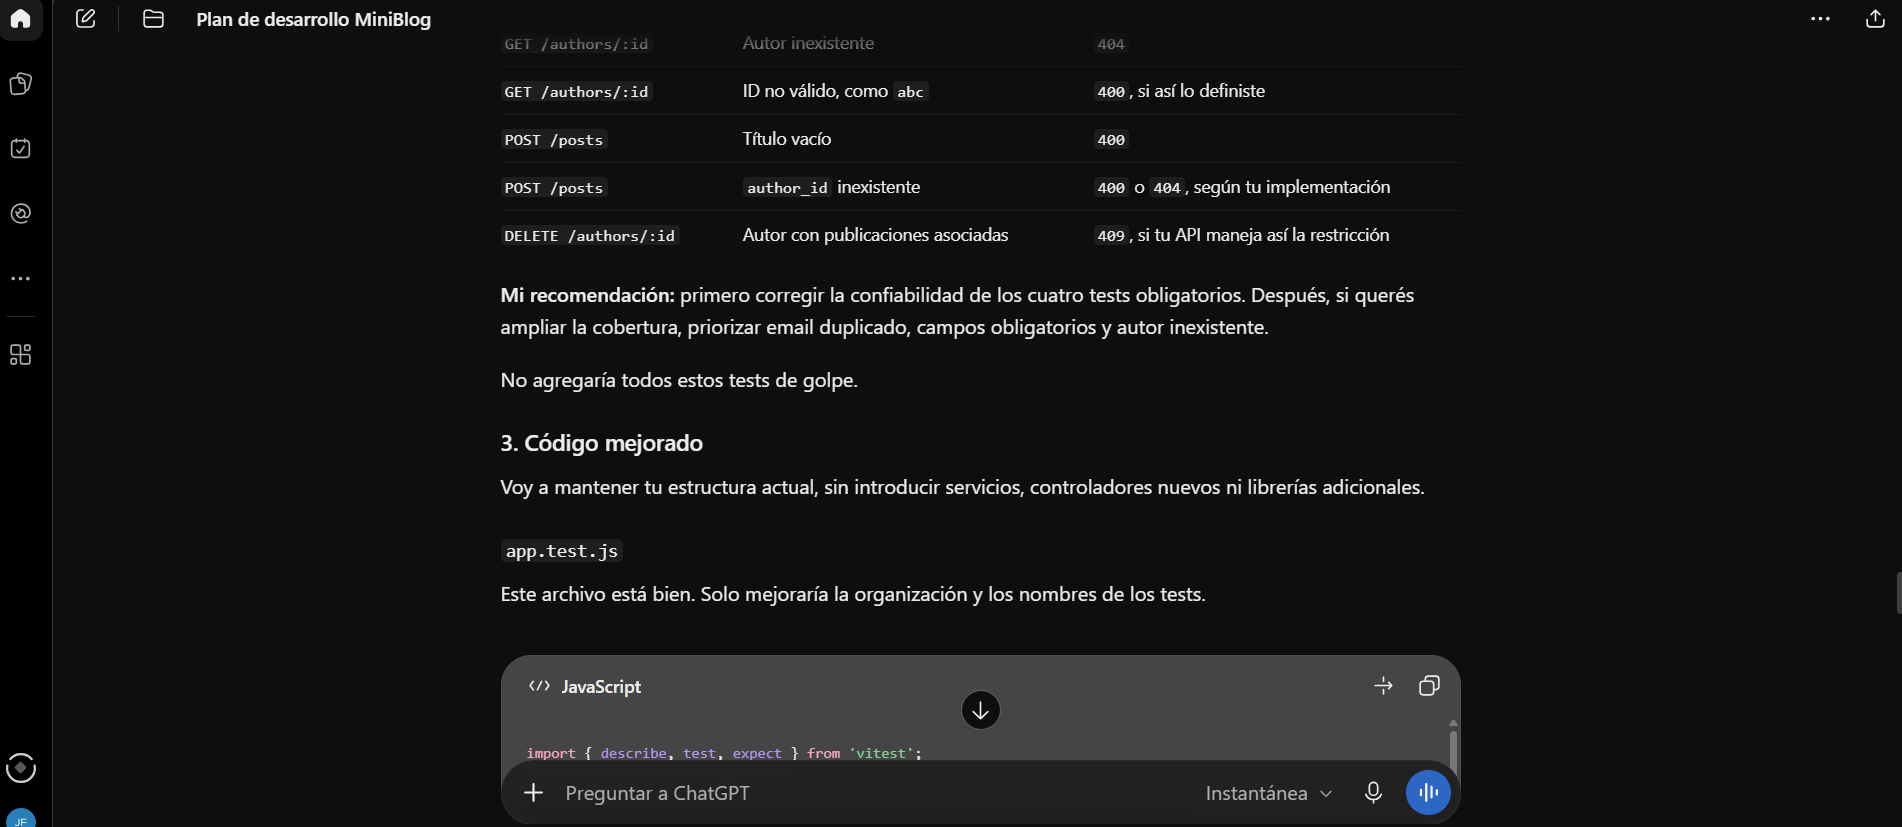 Plan de desarrollo MiniBlog
GET /authors/:id Autor inexistente 404
GET /authors/:id ID no válido, como abc 400, si así lo definiste
POST /posts Título vacío 400
POST /posts author_id inexistente 400 o 404, según tu implementación
DELETE /authors/:id Autor con publicaciones asociadas 409, si tu API maneja así la restricción
Mi recomendación: primero corregir la confiabilidad de los cuatro tests obligatorios. Después, si querés
ampliar la cobertura, priorizar email duplicado, campos obligatorios y autor inexistente.
No agregaría todos estos tests de golpe.
3. Código mejorado
Voy a mantener tu estructura actual, sin introducir servicios, controladores nuevos ni librerías adicionales.
app.test.js
Este archivo está bien. Solo mejoraría la organización y los nombres de los tests.
JavaScript
import { describe, test, expect } from 'vitest';
Preguntar a ChatGPT
Instantánea
JF